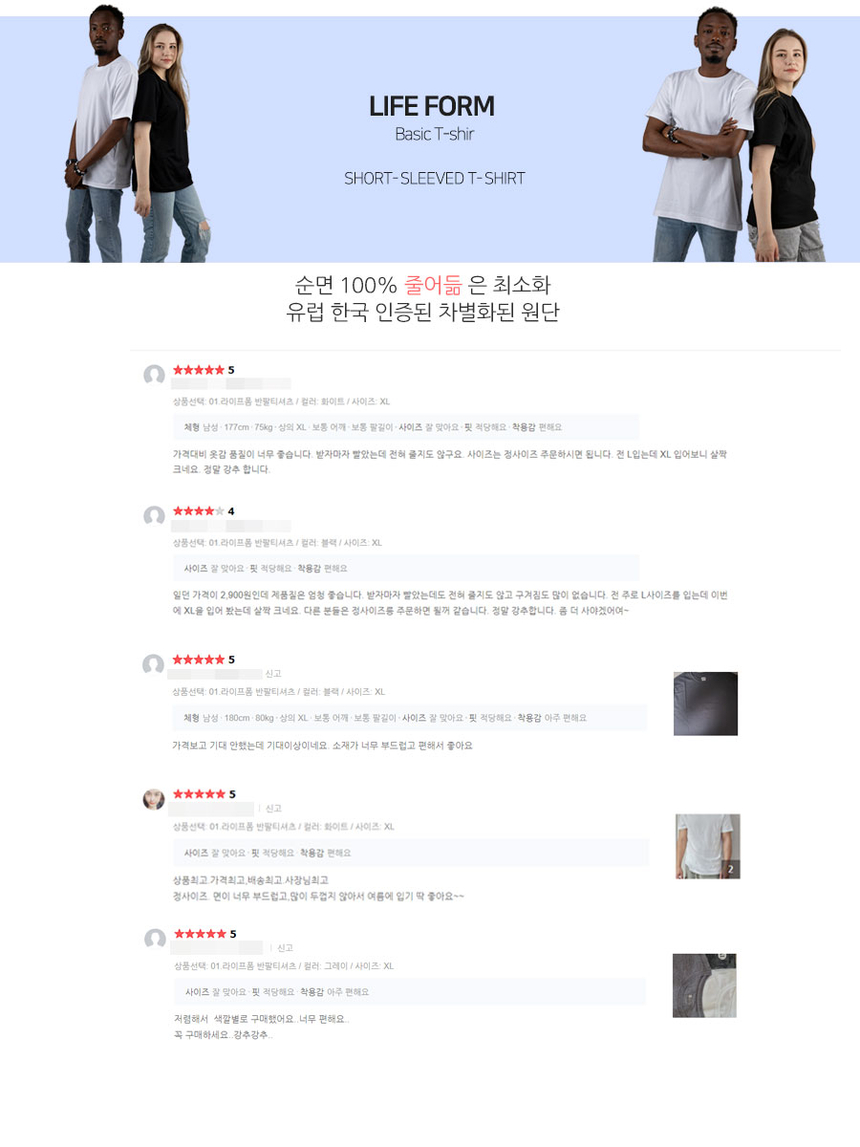 LIFE FORM
Basic T-shir
SHORT-SLEEVED T-SHIRT
순면 100% 줄어듦 은 최소화
유럽 한국 인증된 차별화된 원단
★★★★★ 5
상품선택: 01.라이프폼 반팔티셔츠 / 컬러: 화이트 / 사이즈: XL
체형 남성 · 177cm · 75kg · 상의 XL · 보통 어깨 · 보통 팔길이 · 사이즈 잘 맞아요 · 핏 적당해요 · 착용감 편해요
가격대비 옷감 품질이 너무 좋습니다. 받자마자 빨았는데 전혀 줄지도 않구요. 사이즈는 정사이즈 주문하시면 됩니다. 전 L입는데 XL 입어보니 살짝
크네요. 정말 강추 합니다.
★★★★☆ 4
상품선택: 01.라이프폼 반팔티셔츠 / 컬러: 블랙 / 사이즈: XL
사이즈 잘 맞아요 · 핏 적당해요 · 착용감 편해요
일던 가격이 2,900원인데 제품질은 엄청 좋습니다. 받자마자 빨았는데도 전혀 줄지도 않고 구겨짐도 많이 없습니다. 전 주로 L사이즈를 입는데 이번
에 XL을 입어 봤는데 살짝 크네요. 다른 분들은 정사이즈롱 주문하면 될꺼 같습니다. 정말 강추합니다. 좀 더 사야겠어여~
★★★★★ 5
신고
상품선택: 01.라이프폼 반팔티셔츠 / 컬러: 블랙 / 사이즈: XL
체형 남성 · 180cm · 80kg · 상의 XL · 보통 어깨 · 보통 팔길이 · 사이즈 잘 맞아요 · 핏 적당해요 · 착용감 아주 편해요
가격보고 기대 안했는데 기대이상이네요. 소재가 너무 부드럽고 편해서 좋아요
★★★★★ 5
| 신고
상품선택: 01.라이프폼 반팔티셔츠 / 컬러: 화이트 / 사이즈: XL
사이즈 잘 맞아요 · 핏 적당해요 · 착용감 편해요
상품최고.가격최고,배송최고 사장님최고
정사이즈. 면이 너무 부드럽고,많이 두껍지 않아서 여름에 입기 딱 좋아요~~
2
★★★★★ 5
| 신고
상품선택: 01.라이프폼 반팔티셔츠 / 컬러: 그레이 / 사이즈: XL
사이즈 잘 맞아요 · 핏 적당해요 · 착용감 아주 편해요
저렴해서 색깔별로 구매했어요..너무 편해요..
꼭 구매하세요..강추강추..